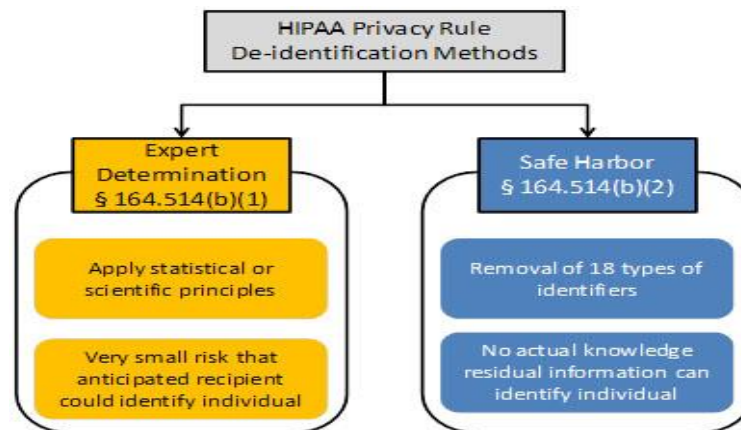 HIPAA Privacy Rule
De-identification Methods
Expert
Determination
§ 164.514(b)(1)
Apply statistical or
scientific principles
Very small risk that
anticipated recipient
could identify individual
Safe Harbor
§ 164.514(b)(2)
Removal of 18 types of
identifiers
No actual knowledge
residual information can
identify individual